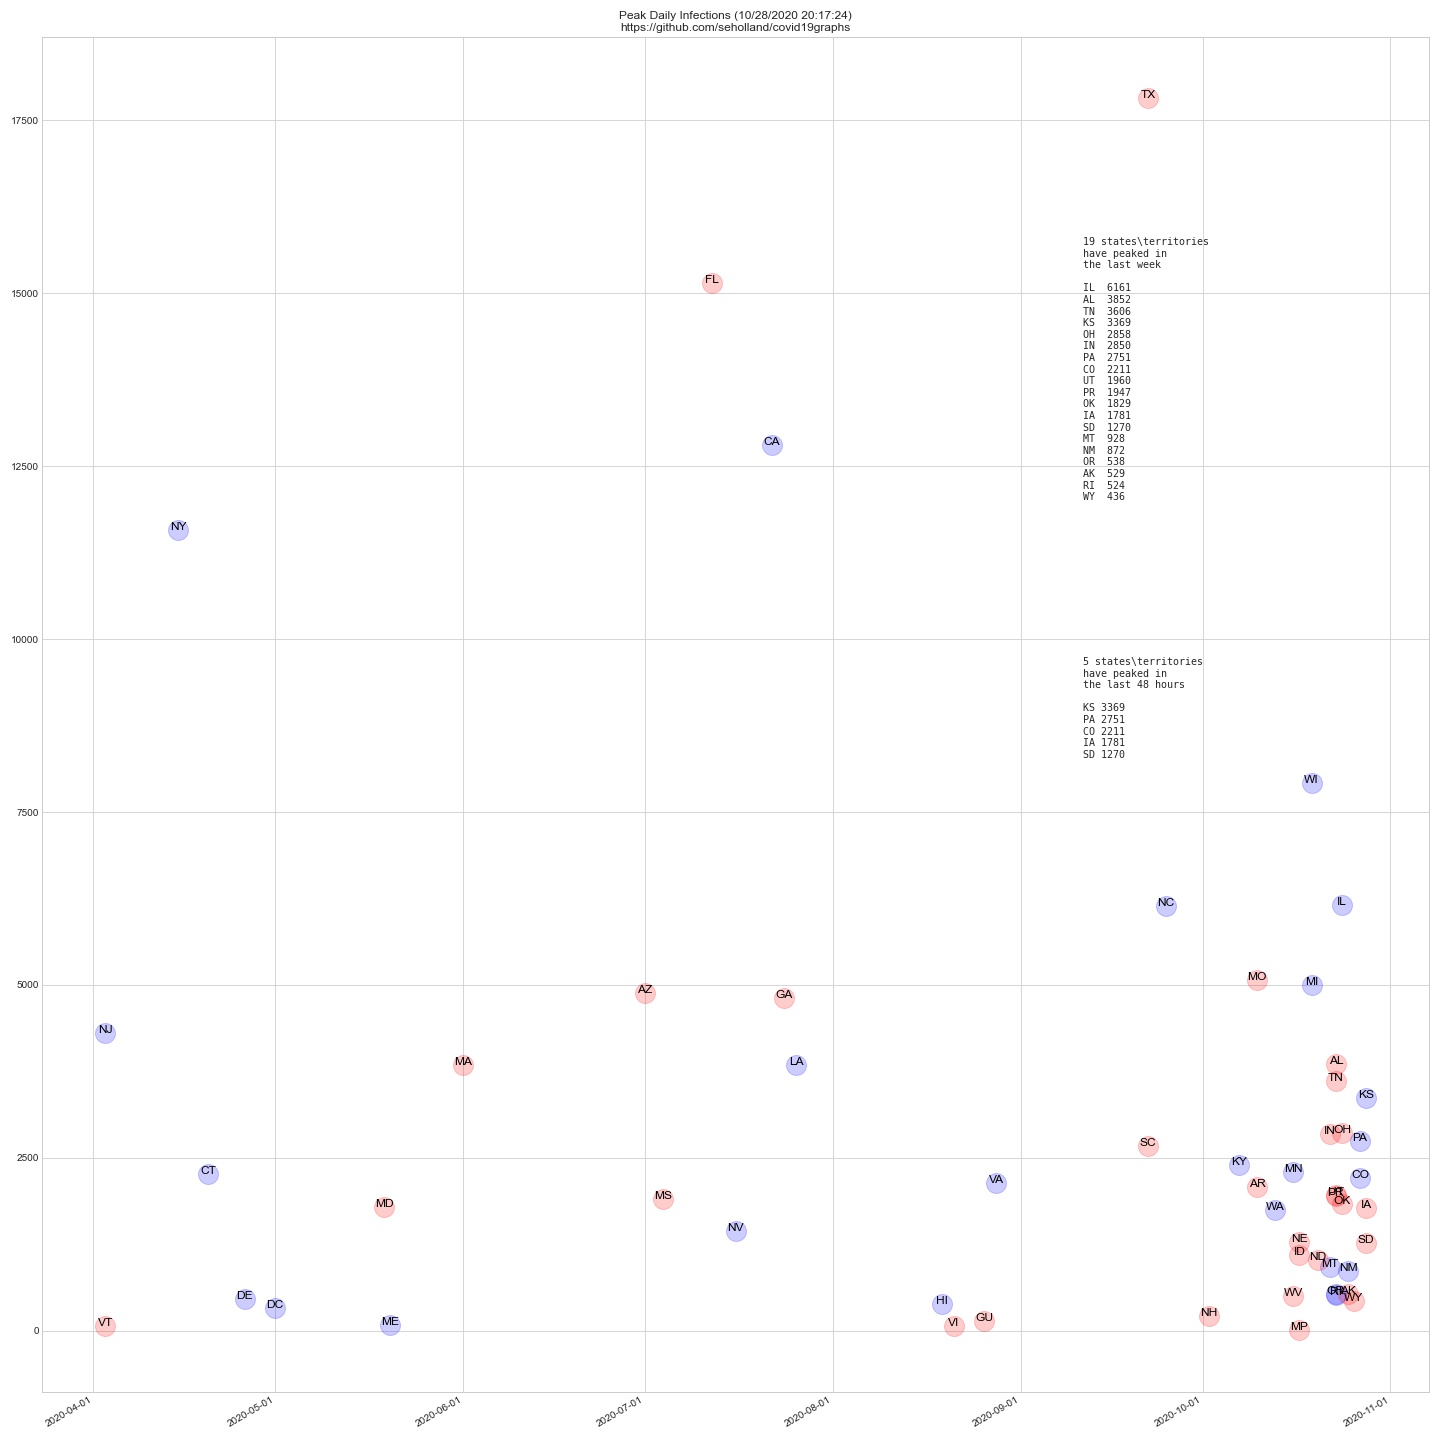 Peak Daily Infections (10/28/2020 20:17:24)
https://github.com/seholland/covid19graphs
TX
17500
19 states\territories
have peaked in
the last week
FL
IL 6161
15000
AL 3852
TN 3606
KS 3369
OH 2858
IN 2850
PA 2751
CO 2211
UT 1960
PR 1947
OK 1829
IA 1781
SD 1270
MT 928
CA
NM 872
OR 538
12500
AK 529
RI 524
WY 436
NY
10000
5 states\territories
have peaked in
the last 48 hours
KS 3369
PA 2751
CO 2211
IA 1781
SD 1270
WI
7500
NC
IL
MO
MI
5000
AZ
GA
NJ
MA
LA
AL
TN
KS
IN
OH
PA
SC
2500
KY
CT
MN
CO
VA
AR
MD
MS
OK
WA
IA
NV
NE
SD
ID
ND
MT
NM
DE
WV
AK
WY
HI
DC
NH
VT
ME
VI
GU
MP
0
2020-04-01
2020-05-01
2020-06-01
2020-07-01
2020-08-01
2020-09-01
2020-10-01
2020-11-01